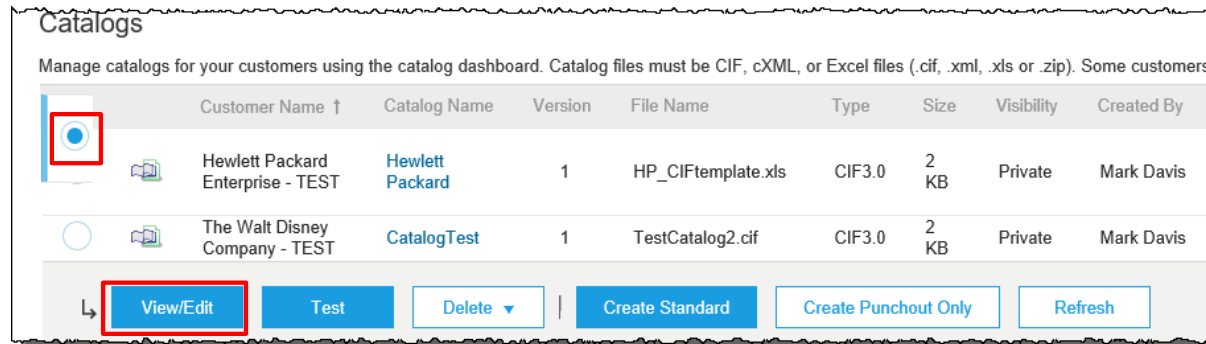 Catalogs
Manage catalogs for your customers using the catalog dashboard. Catalog files must be CIF, cXML, or Excel files (.cif, .xml, .xls or .zip). Some customers
Customer Name ↑ Catalog Name Version File Name Type Size Visibility Created By
Hewlett Packard Enterprise - TEST Hewlett Packard 1 HP_CIFtemplate.xls CIF3.0 2 KB Private Mark Davis
The Walt Disney Company - TEST CatalogTest 1 TestCatalog2.cif CIF3.0 2 KB Private Mark Davis
View/Edit Test Delete ▼ | Create Standard Create Punchout Only Refresh